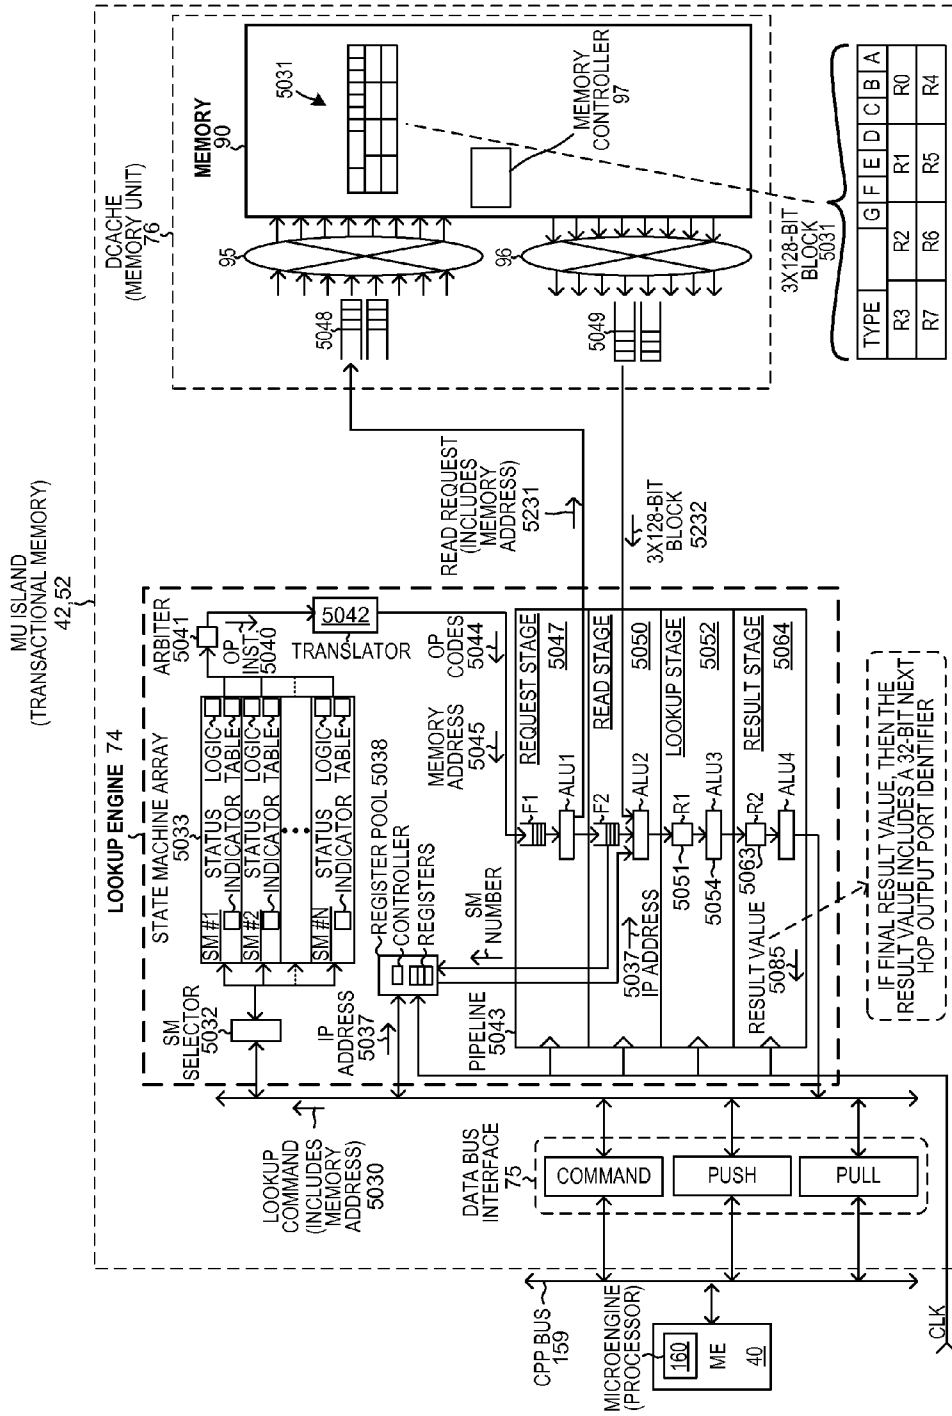 MU ISLAND
(TRANSACTIONAL MEMORY)
42,52
LOOKUP ENGINE 74
STATE MACHINE ARRAY
5033
SM #1
STATUS
INDICATOR
LOGIC
TABLE
SM #2
STATUS
INDICATOR
LOGIC
TABLE
SM #N
STATUS
INDICATOR
LOGIC
TABLE
SM
SELECTOR
5032
ARBITER
5041
OP
INST.
5040
5042
TRANSLATOR
LOOKUP
COMMAND
(INCLUDES
MEMORY
ADDRESS)
5030
IP
ADDRESS
5037
REGISTER POOL 5038
CONTROLLER
REGISTERS
SM
NUMBER
MEMORY
ADDRESS
5045
OP
CODES
5044
PIPELINE
5043
REQUEST STAGE
5047
F1
ALU1
READ STAGE
5050
F2
ALU2
5037
IP ADDRESS
LOOKUP STAGE
5052
R1
5051
ALU3
5054
RESULT STAGE
5064
R2
5063
ALU4
RESULT VALUE
5085
IF FINAL RESULT VALUE, THEN THE
RESULT VALUE INCLUDES A 32-BIT NEXT
HOP OUTPUT PORT IDENTIFIER
READ REQUEST
(INCLUDES
MEMORY
ADDRESS)
5231
3X128-BIT
BLOCK
5232
DCACHE
(MEMORY UNIT)
76
MEMORY
90
5031
MEMORY
CONTROLLER
97
95
96
5048
5049
3X128-BIT
BLOCK
5031
TYPE G F E D C B A
R3 R2 R1 R0
R7 R6 R5 R4
DATA BUS
INTERFACE
75
COMMAND
PUSH
PULL
CPP BUS
159
MICROENGINE
(PROCESSOR)
160
ME
40
CLK